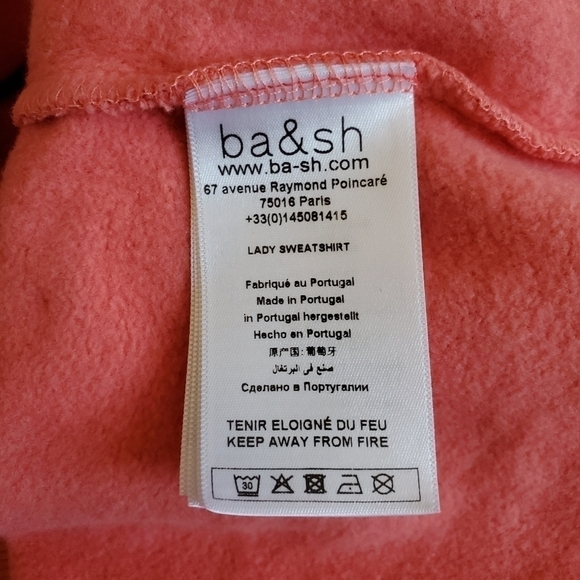 ba&sh
www.ba-sh.com
67 avenue Raymond Poincaré
75016 Paris
+33(0)145081415
LADY SWEATSHIRT
Fabriqué au Portugal
Made in Portugal
in Portugal hergestellt
Hecho en Portugal
原产国: 葡萄牙
صنع في البرتغال
Сделано в Португалии
TENIR ELOIGNÉ DU FEU
KEEP AWAY FROM FIRE
30